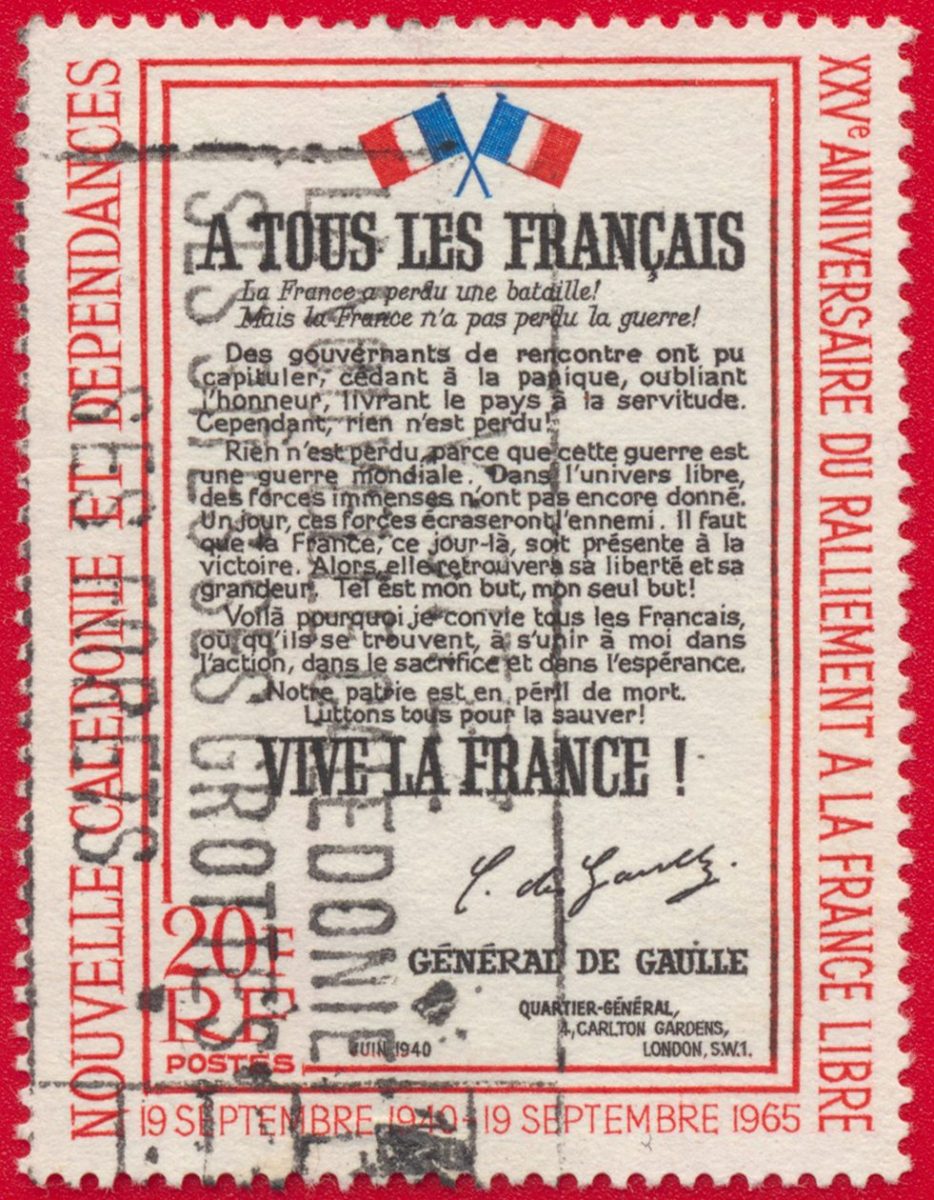 NOUVELLE CALEDONIE ET DEPENDANCES
XXVe ANNIVERSAIRE DU RALLIEMENT A LA FRANCE LIBRE
A TOUS LES FRANÇAIS
La France a perdu une bataille!
Mais la France n'a pas perdu la guerre!
Des gouvernants de rencontre ont pu
capituler, cédant à la panique, oubliant
l'honneur, livrant le pays à la servitude.
Cependant, rien n'est perdu!
Rien n'est perdu, parce que cette guerre est
une guerre mondiale. Dans l'univers libre,
des forces immenses n'ont pas encore donné.
Un jour, ces forces écraseront l'ennemi. Il faut
que la France, ce jour-là, soit présente à la
victoire. Alors, elle retrouvera sa liberté et sa
grandeur. Tel est mon but, mon seul but!
Voilà pourquoi je convie tous les Francais,
où qu'ils se trouvent, à s'unir à moi dans
l'action, dans le sacrifice et dans l'espérance.
Notre patrie est en péril de mort.
Luttons tous pour la sauver!
VIVE LA FRANCE !
C. de Gaulle.
GÉNÉRAL DE GAULLE
QUARTIER-GÉNÉRAL,
4, CARLTON GARDENS,
LONDON, S.W.1.
JUIN 1940
20F
RF
POSTES
19 SEPTEMBRE 1940-19 SEPTEMBRE 1965
CALEDONIE
SES GROTTES
SES FORETS